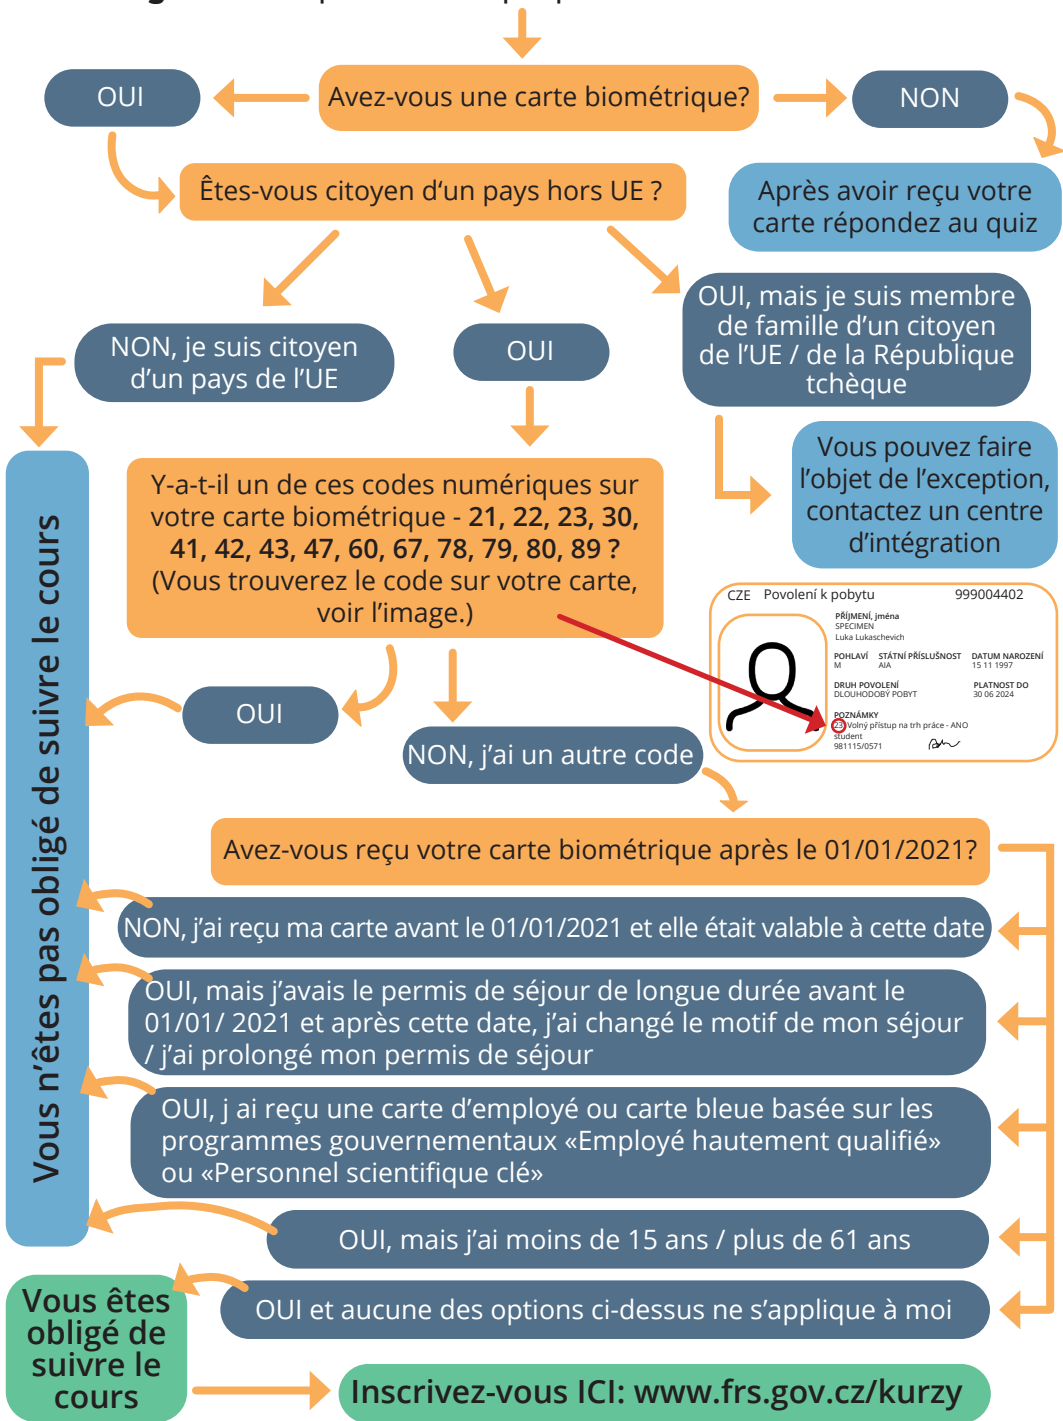 OUI
Avez-vous une carte biométrique?
NON
Êtes-vous citoyen d‘un pays hors UE ?
Après avoir reçu votre
carte répondez au quiz
NON, je suis citoyen
d’un pays de l’UE
OUI
OUI, mais je suis membre
de famille d’un citoyen
de l’UE / de la République
tchèque
Vous pouvez faire
l’objet de l’exception,
contactez un centre
d’intégration
Y-a-t-il un de ces codes numériques sur
votre carte biométrique - 21, 22, 23, 30,
41, 42, 43, 47, 60, 67, 78, 79, 80, 89 ?
(Vous trouverez le code sur votre carte,
voir l’image.)
CZE Povolení k pobytu 999004402
PŘÍJMENÍ, jména
SPECIMEN
Luka Lukaschevich
POHLAVÍ STÁTNÍ PŘÍSLUŠNOST DATUM NAROZENÍ
M AIA 15 11 1997
DRUH POVOLENÍ PLATNOST DO
DLOUHODOBÝ POBYT 30 06 2024
POZNÁMKY
23 Volný přístup na trh práce - ANO
student
981115/0571
OUI
NON, j’ai un autre code
Vous n’êtes pas obligé de suivre le cours
Avez-vous reçu votre carte biométrique après le 01/01/2021?
NON, j’ai reçu ma carte avant le 01/01/2021 et elle était valable à cette date
OUI, mais j’avais le permis de séjour de longue durée avant le
01/01/ 2021 et après cette date, j’ai changé le motif de mon séjour
/ j’ai prolongé mon permis de séjour
OUI, j ai reçu une carte d’employé ou carte bleue basée sur les
programmes gouvernementaux «Employé hautement qualifié»
ou «Personnel scientifique clé»
OUI, mais j’ai moins de 15 ans / plus de 61 ans
OUI et aucune des options ci-dessus ne s’applique à moi
Vous êtes
obligé de
suivre le
cours
Inscrivez-vous ICI: www.frs.gov.cz/kurzy